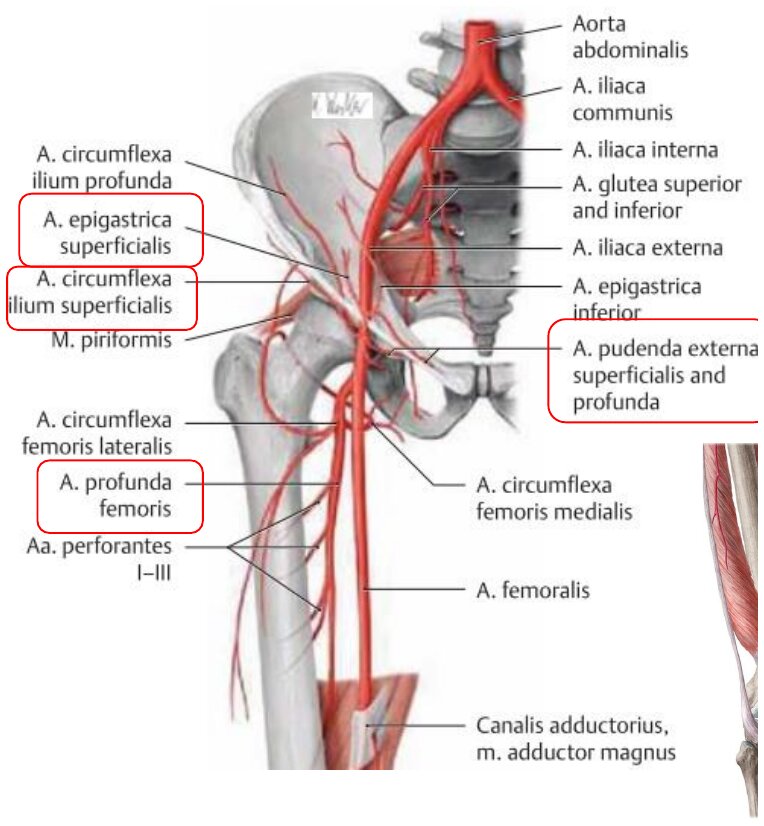 Aorta
abdominalis
A. iliaca
communis
A. iliaca interna
A. glutea superior
and inferior
A. iliaca externa
A. epigastrica
inferior
A. pudenda externa
superficialis and
profunda
A. circumflexa
femoris medialis
A. femoralis
Canalis adductorius,
m. adductor magnus
A. circumflexa
ilium profunda
A. epigastrica
superficialis
A. circumflexa
ilium superficialis
M. piriformis
A. circumflexa
femoris lateralis
A. profunda
femoris
Aa. perforantes
I–III